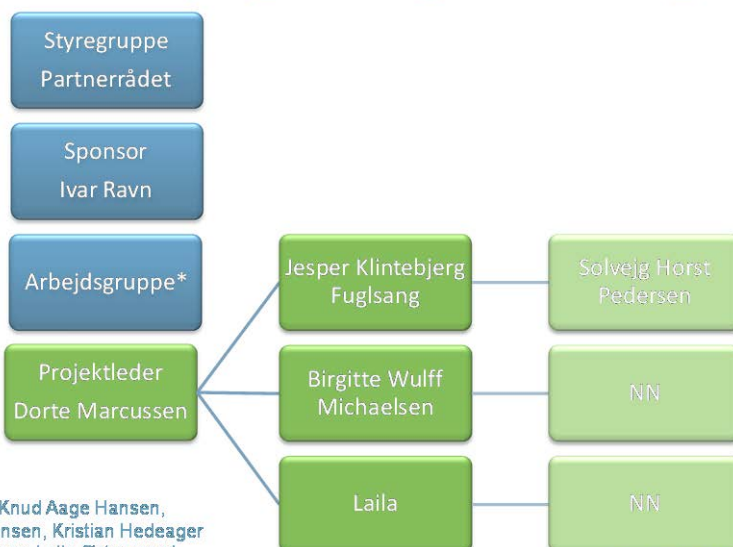 Styregruppe
Partnerrådet
Sponsor
Ivar Ravn
Arbejdsgruppe*
Projektleder
Dorte Marcussen
Jesper Klintebjerg
Fuglsang
Birgitte Wulff
Michaelsen
Laila
Solvejg Horst
Pedersen
NN
NN
Knud Aage Hansen,
Kristian Hedeager